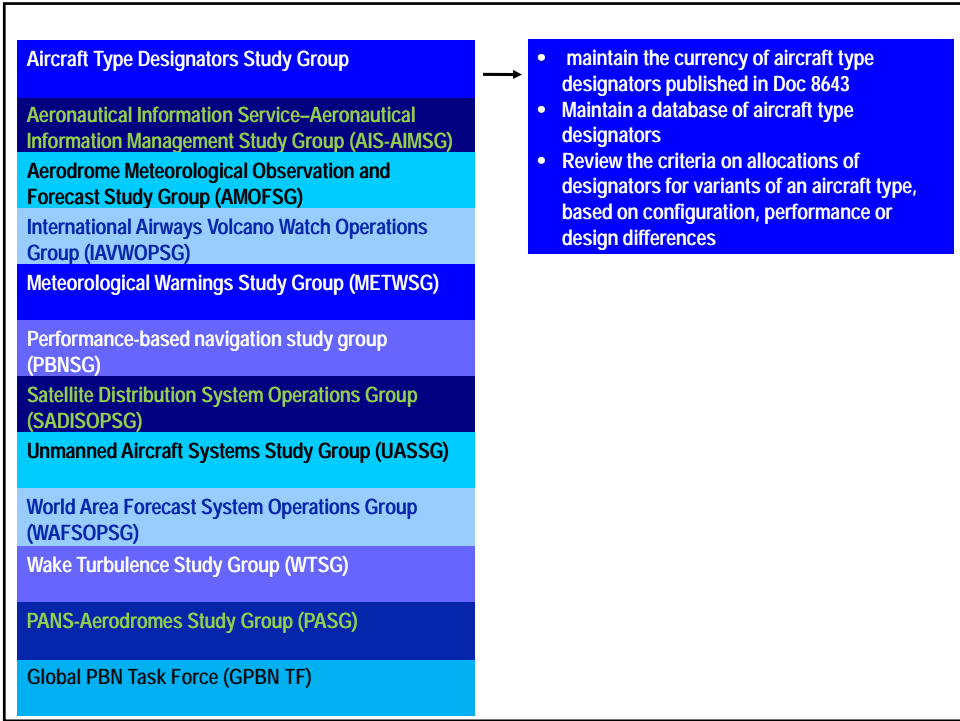 Aircraft Type Designators Study Group
Aeronautical Information Service–Aeronautical
Information Management Study Group (AIS-AIMSG)
Aerodrome Meteorological Observation and
Forecast Study Group (AMOFSG)
International Airways Volcano Watch Operations
Group (IAVWOPSG)
Meteorological Warnings Study Group (METWSG)
Performance-based navigation study group
(PBNSG)
Satellite Distribution System Operations Group
(SADISOPSG)
Unmanned Aircraft Systems Study Group (UASSG)
World Area Forecast System Operations Group
(WAFSOPSG)
Wake Turbulence Study Group (WTSG)
PANS-Aerodromes Study Group (PASG)
Global PBN Task Force (GPBN TF)
• maintain the currency of aircraft type
designators published in Doc 8643
• Maintain a database of aircraft type
designators
• Review the criteria on allocations of
designators for variants of an aircraft type,
based on configuration, performance or
design differences